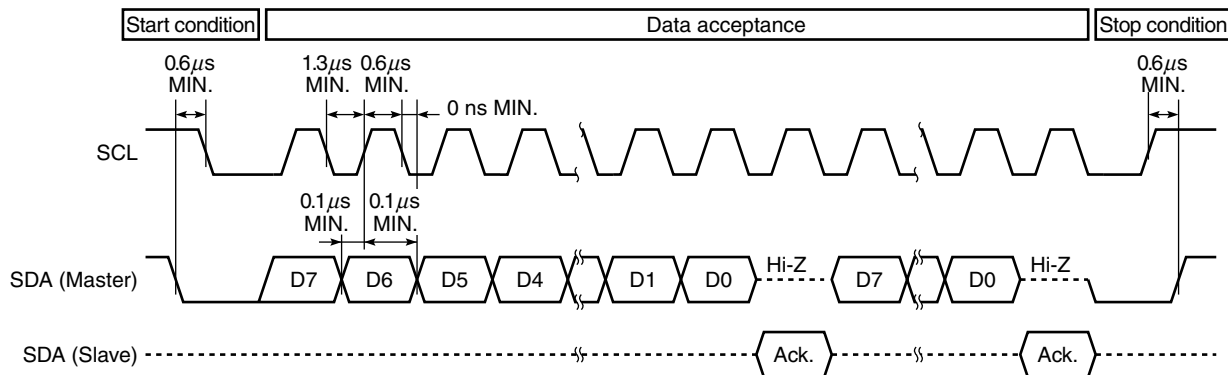 Start condition
Data acceptance
Stop condition
0.6μs
MIN.
1.3μs
MIN.
0.6μs
MIN.
0 ns MIN.
0.6μs
MIN.
SCL
0.1μs
MIN.
0.1μs
MIN.
SDA (Master)
D7
D6
D5
D4
D1
D0
Hi-Z
D7
D0
Hi-Z
SDA (Slave)
Ack.
Ack.